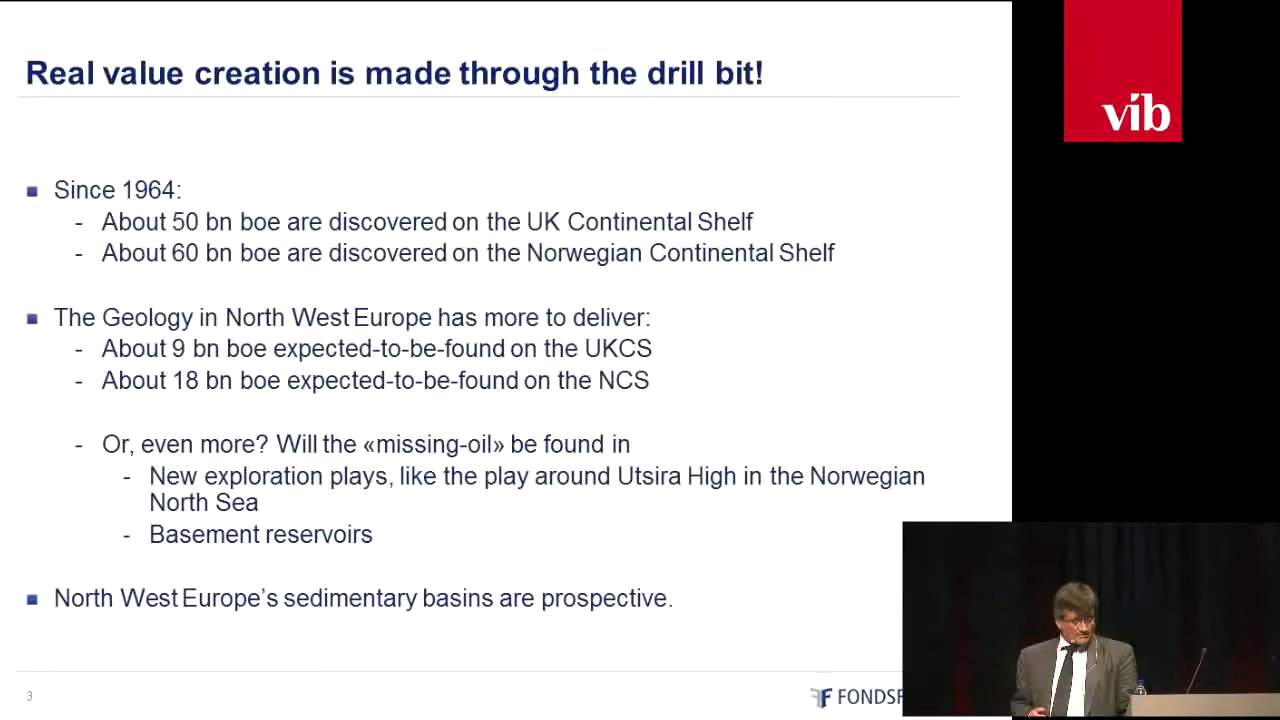 Real value creation is made through the drill bit!
vib
Since 1964:
- About 50 bn boe are discovered on the UK Continental Shelf
- About 60 bn boe are discovered on the Norwegian Continental Shelf
The Geology in North West Europe has more to deliver:
- About 9 bn boe expected-to-be-found on the UKCS
- About 18 bn boe expected-to-be-found on the NCS
- Or, even more? Will the «missing-oil» be found in
- New exploration plays, like the play around Utsira High in the Norwegian
North Sea
- Basement reservoirs
North West Europe’s sedimentary basins are prospective.
3